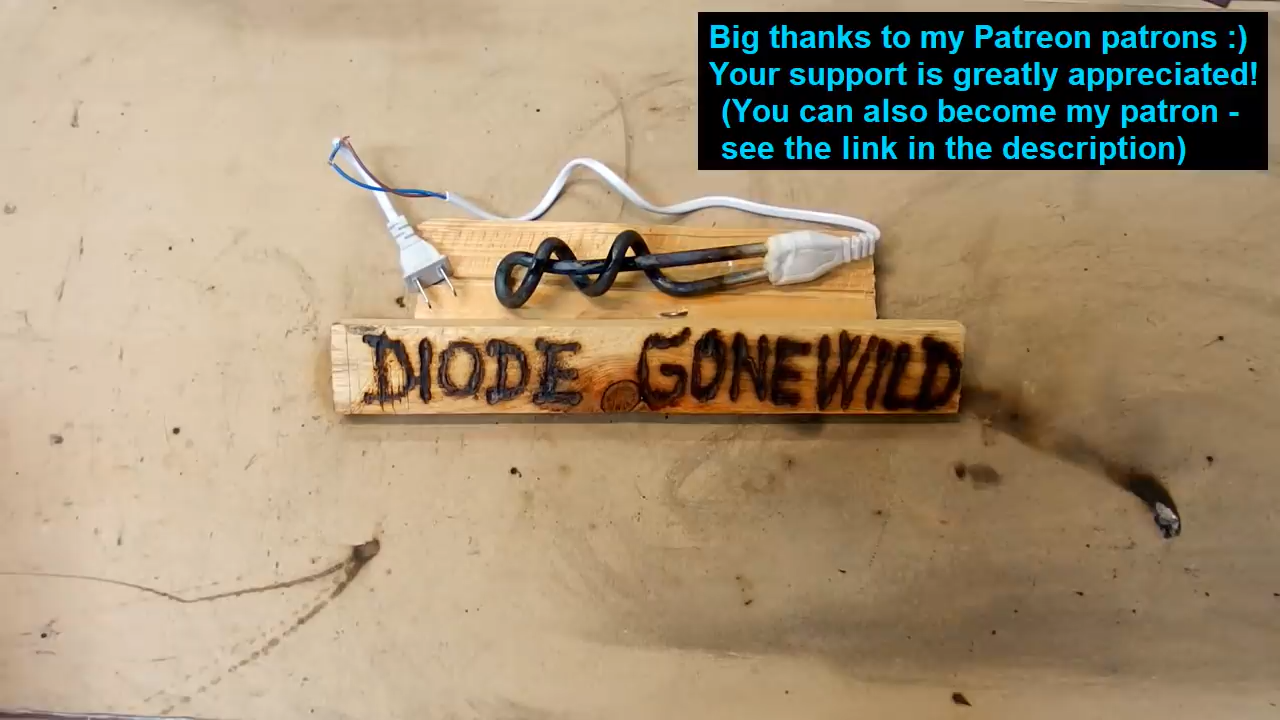 Big thanks to my Patreon patrons :)
Your support is greatly appreciated!
(You can also become my patron -
see the link in the description)
DIODE GONEWILD